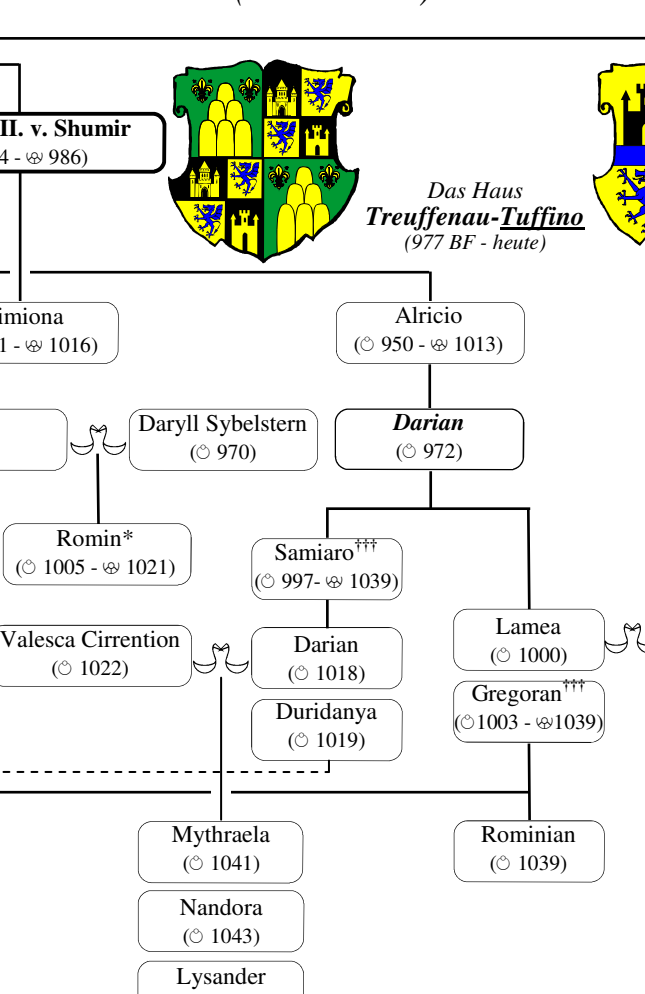 II. v. Shumir
4 - 986)
Das Haus
Treuffenau-Tuffino
(977 BF - heute)
imiona
1 - 1016)
Alricio
( 950 - 1013)
Daryll Sybelstern
( 970)
Darian
( 972)
Romin*
( 1005 - 1021)
Samiaro†††
( 997- 1039)
Valesca Cirrention
( 1022)
Darian
( 1018)
Lamea
( 1000)
Duridanya
( 1019)
Gregoran†††
(1003 - 1039)
Mythraela
( 1041)
Rominian
( 1039)
Nandora
( 1043)
Lysander